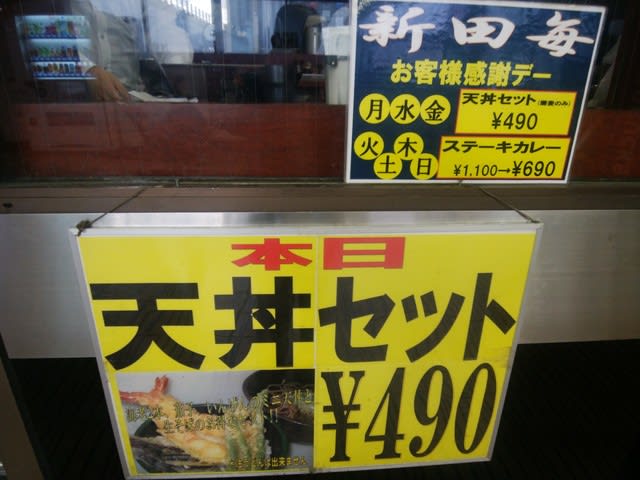 新田毎
お客様感謝デー
月 水 金
天丼セット
¥490
火 木
土 日
ステーキカレー
¥1,100→¥690
本日
天丼セット
¥490